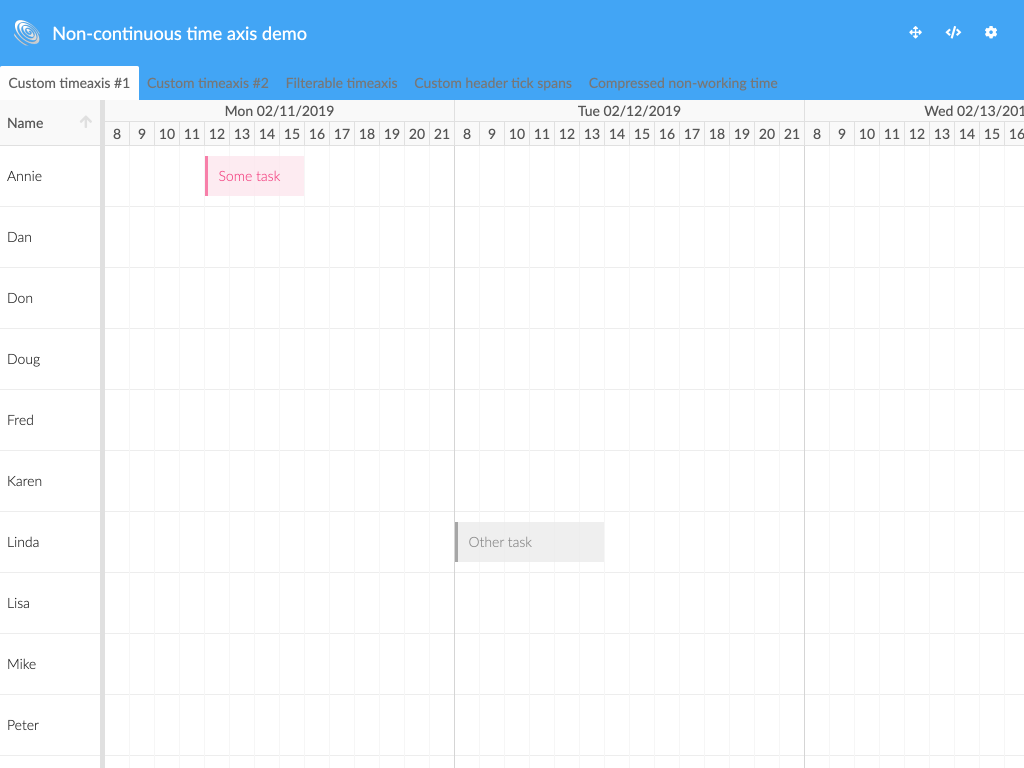 Non-continuous time axis demo
Custom timeaxis #1 Custom timeaxis #2 Filterable timeaxis Custom header tick spans Compressed non-working time
Name
Mon 02/11/2019 Tue 02/12/2019 Wed 02/13/201
8 9 10 11 12 13 14 15 16 17 18 19 20 21 8 9 10 11 12 13 14 15 16 17 18 19 20 21 8 9 10 11 12 13 14 15 16
Annie Some task
Dan
Don
Doug
Fred
Karen
Linda Other task
Lisa
Mike
Peter